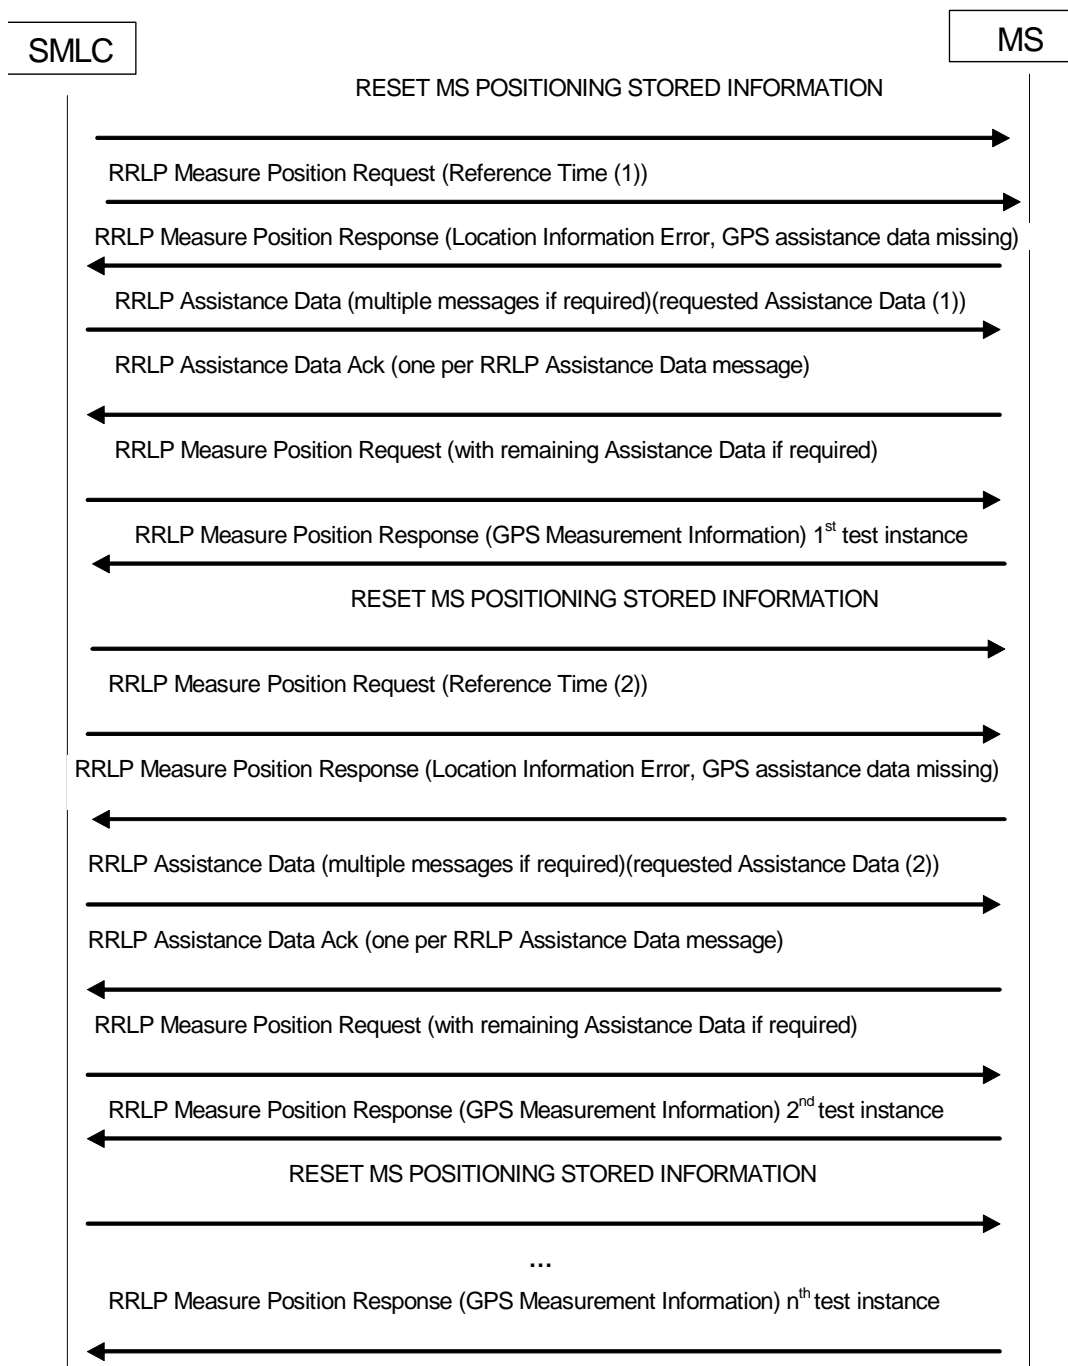 SMLC
MS
RESET MS POSITIONING STORED INFORMATION
RRLP Measure Position Request (Reference Time (1))
RRLP Measure Position Response (Location Information Error, GPS assistance data missing)
RRLP Assistance Data (multiple messages if required)(requested Assistance Data (1))
RRLP Assistance Data Ack (one per RRLP Assistance Data message)
RRLP Measure Position Request (with remaining Assistance Data if required)
RRLP Measure Position Response (GPS Measurement Information) 1st test instance
RESET MS POSITIONING STORED INFORMATION
RRLP Measure Position Request (Reference Time (2))
RRLP Measure Position Response (Location Information Error, GPS assistance data missing)
RRLP Assistance Data (multiple messages if required)(requested Assistance Data (2))
RRLP Assistance Data Ack (one per RRLP Assistance Data message)
RRLP Measure Position Request (with remaining Assistance Data if required)
RRLP Measure Position Response (GPS Measurement Information) 2nd test instance
RESET MS POSITIONING STORED INFORMATION
...
RRLP Measure Position Response (GPS Measurement Information) nth test instance